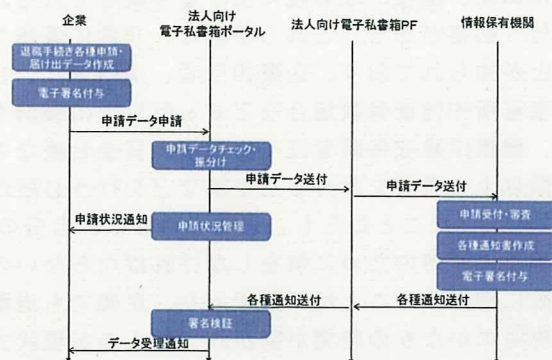 企業
法人向け
電子私書箱ポータル
法人向け電子私書箱PF
情報保有機関
退職手続き各種申請・
届け出データ作成
電子署名付与
申請データ申請
申請データチェック・
振分け
申請データ送付
申請データ送付
申請状況通知
申請状況管理
申請受付・審査
各種通知書作成
電子署名付与
各種通知送付
各種通知送付
署名検証
データ受理通知